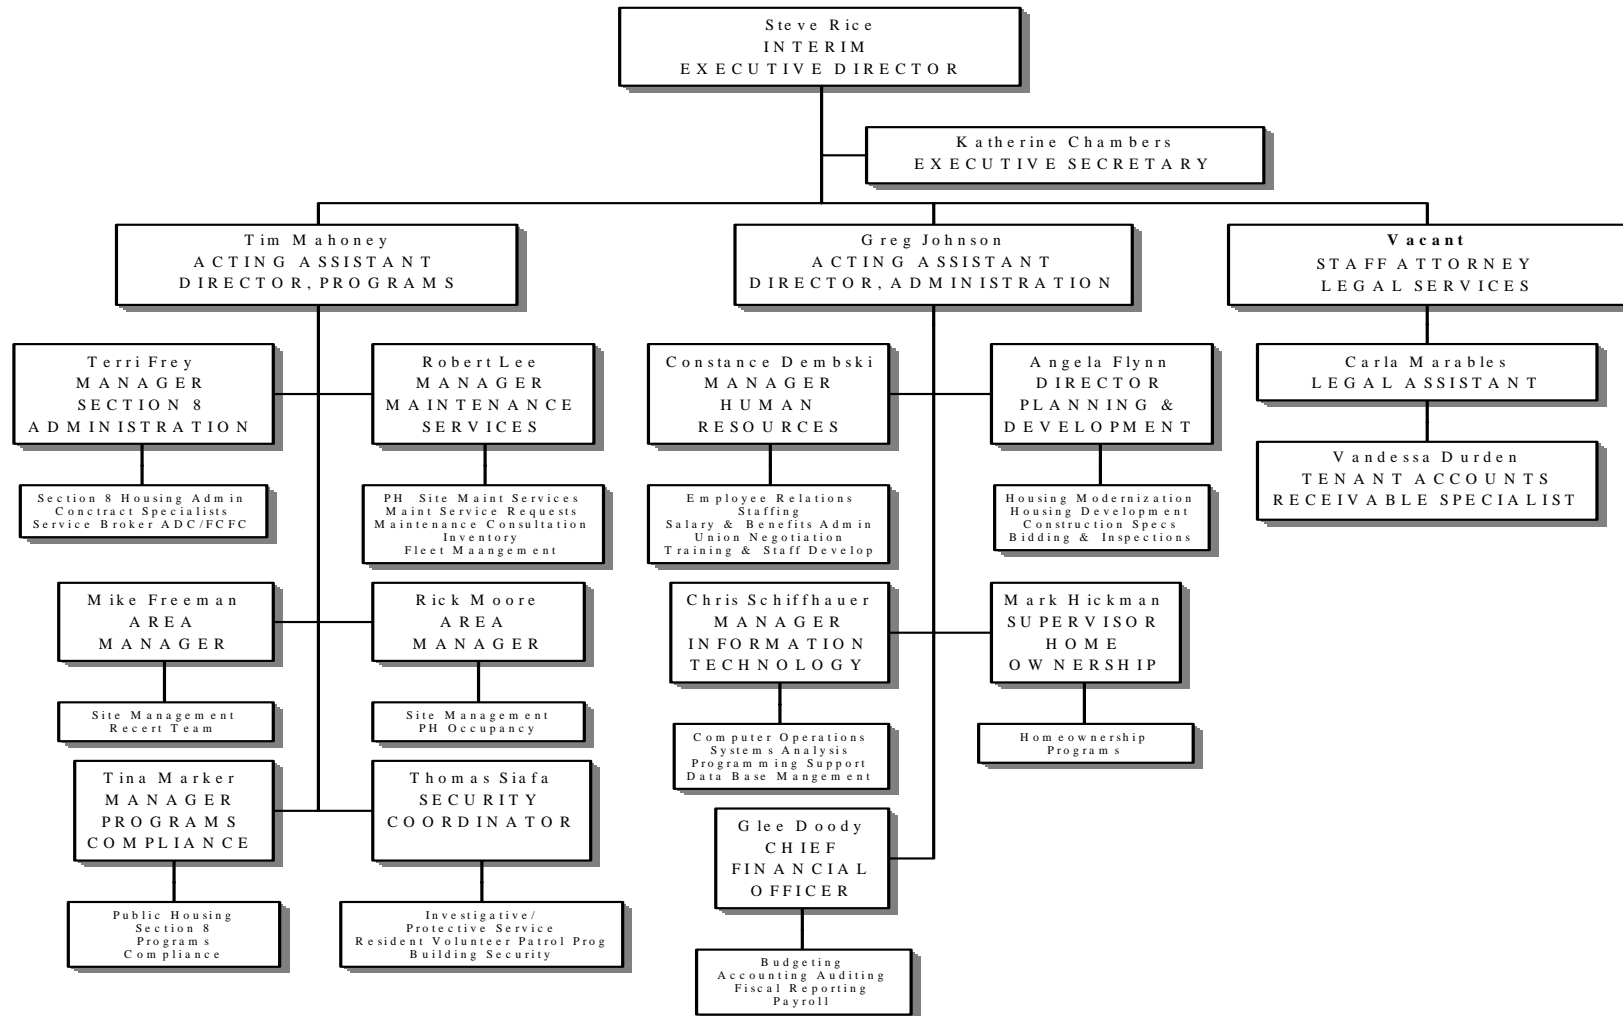 Steve Rice
INTERIM
EXECUTIVE DIRECTOR
Katherine Chambers
EXECUTIVE SECRETARY
Tim Mahoney
ACTING ASSISTANT
DIRECTOR, PROGRAMS
Greg Johnson
ACTING ASSISTANT
DIRECTOR, ADMINISTRATION
Vacant
STAFF ATTORNEY
LEGAL SERVICES
Terri Frey
MANAGER
SECTION 8
ADMINISTRATION
Robert Lee
MANAGER
MAINTENANCE
SERVICES
Constance Dembski
MANAGER
HUMAN
RESOURCES
Angela Flynn
DIRECTOR
PLANNING &
DEVELOPMENT
Carla Marables
LEGAL ASSISTANT
Vandessa Durden
TENANT ACCOUNTS
RECEIVABLE SPECIALIST
Section 8 Housing Admin
Conctract Specialists
Service Broker ADC/FCFC
PH Site Maint Services
Maint Service Requests
Maintenance Consultation
Inventory
Fleet Maangement
Employee Relations
Staffing
Salary & Benefits Admin
Union Negotiation
Training & Staff Develop
Housing Modernization
Housing Development
Construction Specs
Bidding & Inspections
Mike Freeman
AREA
MANAGER
Rick Moore
AREA
MANAGER
Chris Schiffhauer
MANAGER
INFORMATION
TECHNOLOGY
Mark Hickman
SUPERVISOR
HOME
OWNERSHIP
Site Management
Recert Team
Site Management
PH Occupancy
Computer Operations
Systems Analysis
Programming Support
Data Base Mangement
Homeownership
Programs
Tina Marker
MANAGER
PROGRAMS
COMPLIANCE
Thomas Siafa
SECURITY
COORDINATOR
Glee Doody
CHIEF
FINANCIAL
OFFICER
Public Housing
Section 8
Programs
Compliance
Investigative/
Protective Service
Resident Volunteer Patrol Prog
Building Security
Budgeting
Accounting Auditing
Fiscal Reporting
Payroll